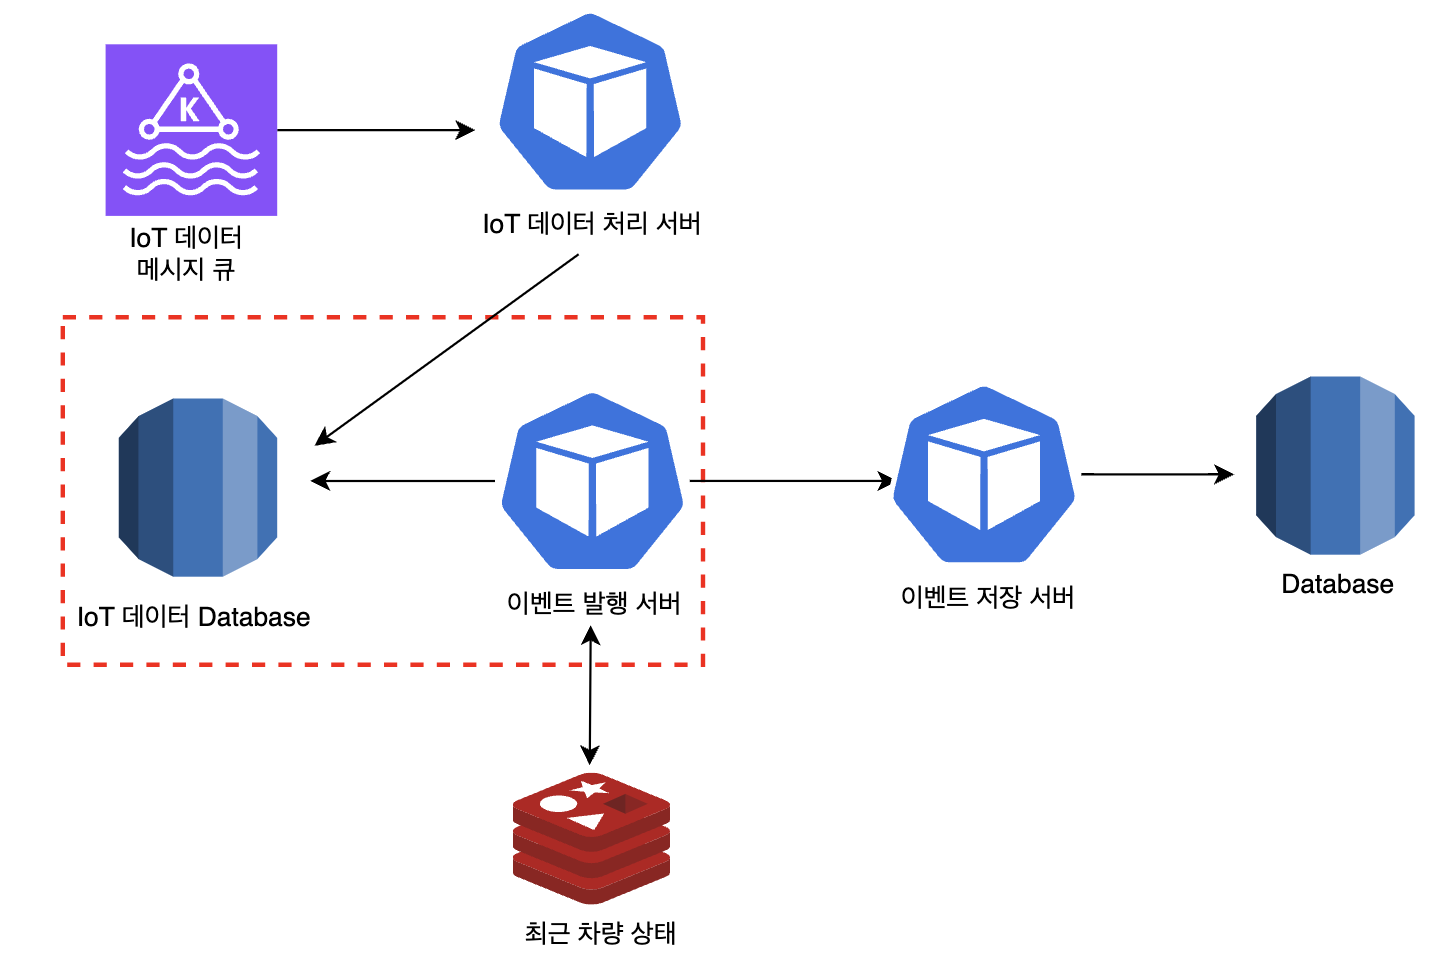 K
IoT 데이터
메시지 큐
IoT 데이터 처리 서버
IoT 데이터 Database
이벤트 발행 서버
이벤트 저장 서버
Database
최근 차량 상태